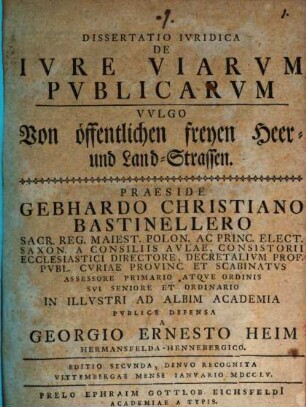 1.
1.
DISSERTATIO IVRIDICA
DE
IVRE VIARVM
PVBLICARVM
VVLGO
Von öffentlichen freyen Heer-
und Land-Strassen.
PRAESIDE
GEBHARDO CHRISTIANO
BASTINELLERO
SACR. REG. MAIEST. POLON. AC PRINC. ELECT.
SAXON. A CONSILIIS AVLAE, CONSISTORII
ECCLESIASTICI DIRECTORE, DECRETALIVM PROF.
PVBL. CVRIAE PROVINC. ET SCABINATVS
ASSESSORE PRIMARIO ATQVE ORDINIS
SVI SENIORE ET ORDINARIO
IN ILLVSTRI AD ALBIM ACADEMIA
PVBLICE DEFENSA
A
GEORGIO ERNESTO HEIM
HERMANSFELDA-HENNEBERGICO.
EDITIO SECVNDA, DENVO RECOGNITA
VITTEMBERGAE MENSE IANVARIO MDCCLV.
PRELO EPHRAIM GOTTLOB EICHSFELDI
ACADEMIAE A TYPIS.